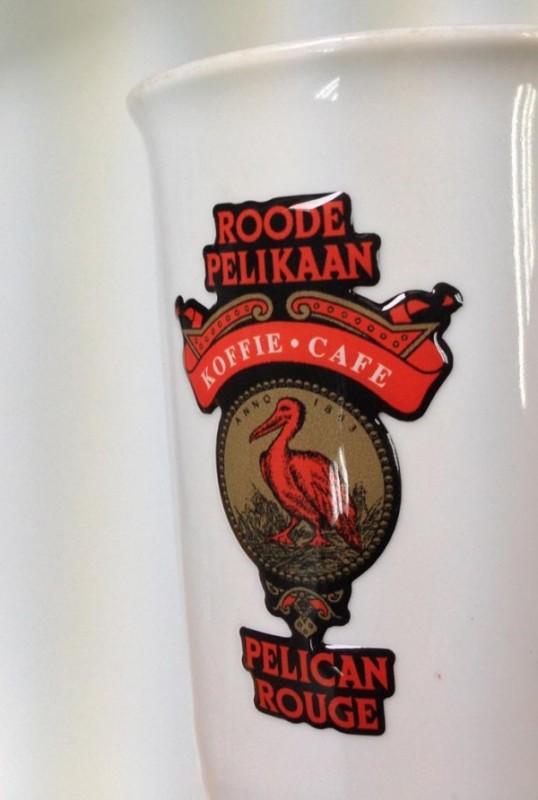 ROODE
PELIKAAN
KOFFIE • CAFE
ANNO 1863
PELICAN
ROUGE